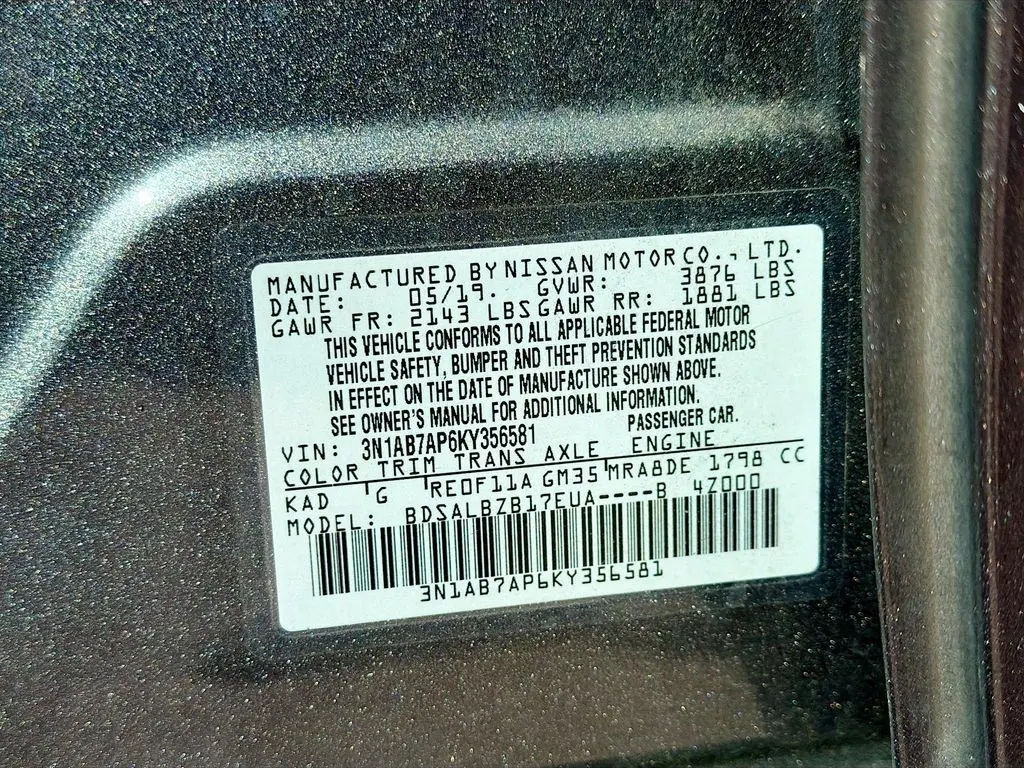 MANUFACTURED BY NISSAN MOTOR CO., LTD.
DATE: 05/19. GVWR: 3876 LBS
GAWR FR: 2143 LBS GAWR RR: 1881 LBS
THIS VEHICLE CONFORMS TO ALL APPLICABLE FEDERAL MOTOR
VEHICLE SAFETY, BUMPER AND THEFT PREVENTION STANDARDS
IN EFFECT ON THE DATE OF MANUFACTURE SHOWN ABOVE.
SEE OWNER'S MANUAL FOR ADDITIONAL INFORMATION.
VIN: 3N1AB7AP6KY356581 PASSENGER CAR.
COLOR TRIM TRANS AXLE ENGINE
KAD G RE0F11A GM35 MRA8DE 1798 CC
MODEL: BDSALBZB17EUA----B 4Z000
3N1AB7AP6KY356581